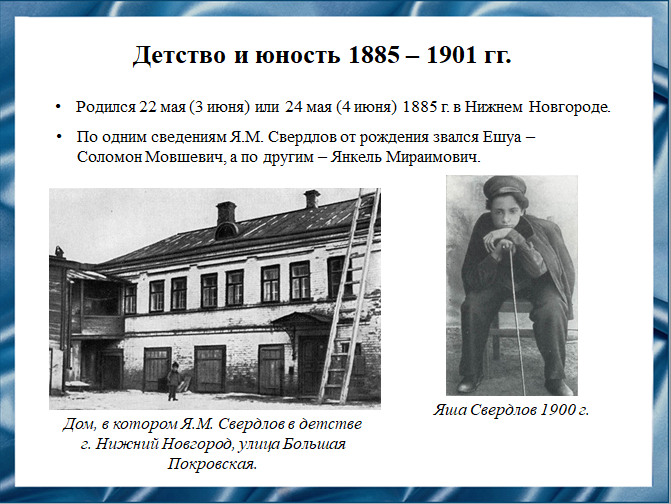 Детство и юность 1885 – 1901 гг.
• Родился 22 мая (3 июня) или 24 мая (4 июня) 1885 г. в Нижнем Новгороде.
• По одним сведениям Я.М. Свердлов от рождения звался Ешуа –
Соломон Мовшевич, а по другим – Янкель Мираимович.
Дом, в котором Я.М. Свердлов в детстве
г. Нижний Новгород, улица Большая
Покровская.
Яша Свердлов 1900 г.